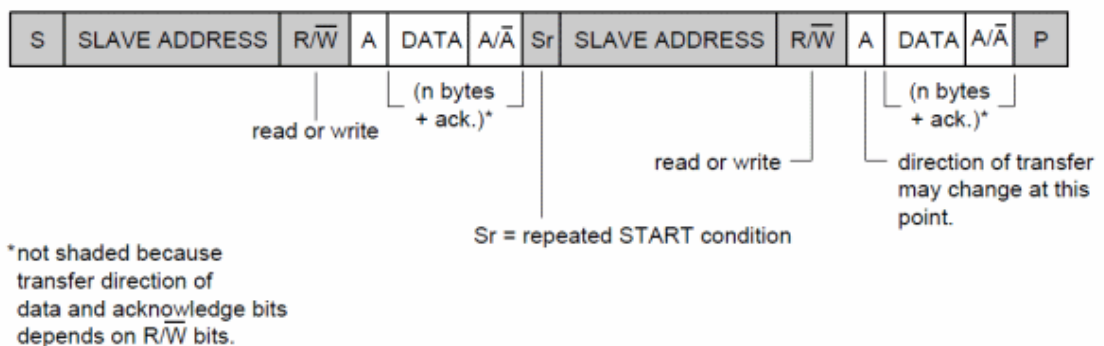 S SLAVE ADDRESS R/W̅ A DATA A/A̅ Sr SLAVE ADDRESS R/W̅ A DATA A/A̅ P
(n bytes
+ ack.)*
(n bytes
+ ack.)*
read or write
read or write
direction of transfer
may change at this
point.
Sr = repeated START condition
*not shaded because
transfer direction of
data and acknowledge bits
depends on R/W̅ bits.